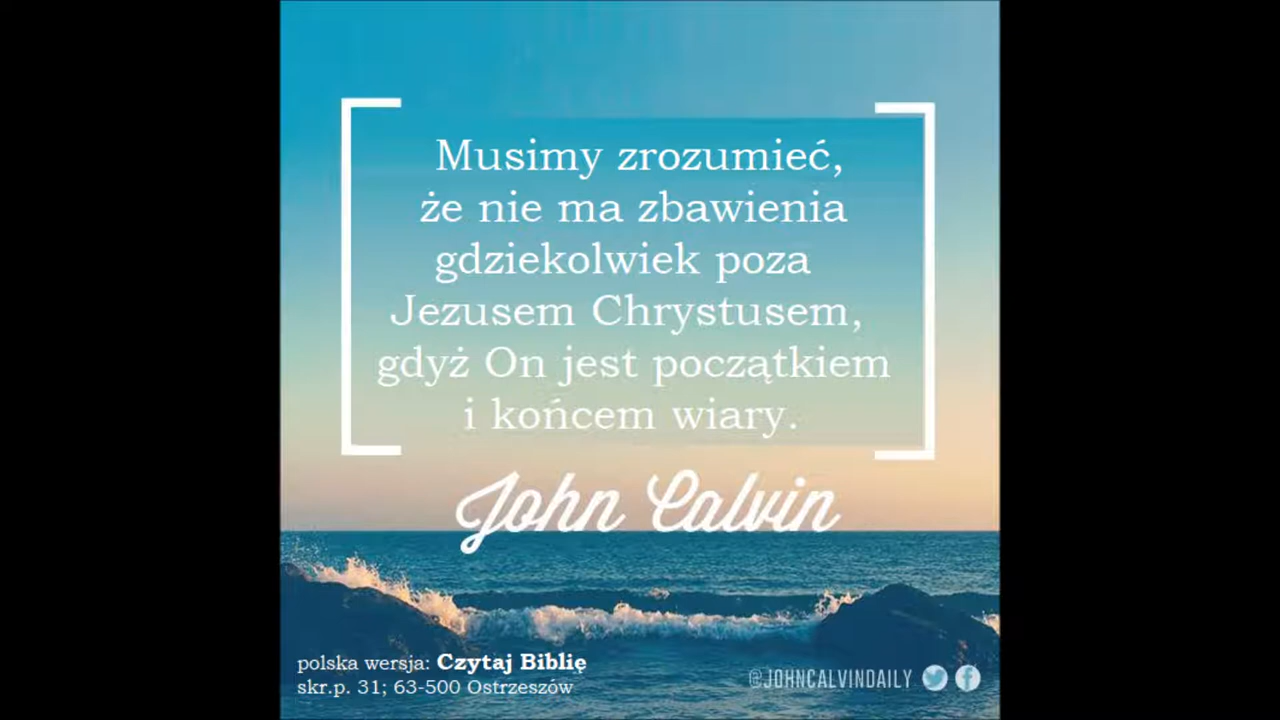 Musimy zrozumieć,
że nie ma zbawienia
gdziekolwiek poza
Jezusem Chrystusem,
gdyż On jest początkiem
i końcem wiary.
John Calvin
polska wersja: Czytaj Biblię
skr.p. 31; 63-500 Ostrzeszów
@JOHNCALVINDAILY